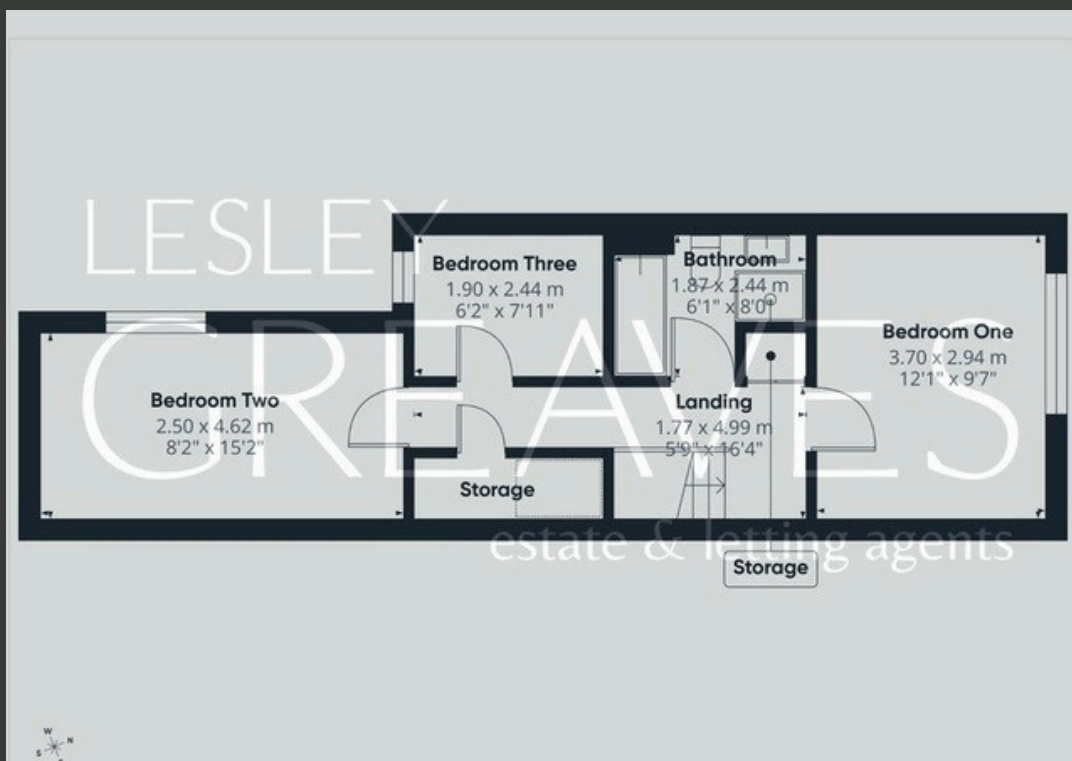 LESLEY
GREAVES
estate & letting agents
Bedroom Three
1.90 x 2.44 m
6'2" x 7'11"
Bathroom
1.87 x 2.44 m
6'1" x 8'0"
Bedroom One
3.70 x 2.94 m
12'1" x 9'7"
Bedroom Two
2.50 x 4.62 m
8'2" x 15'2"
Landing
1.77 x 4.99 m
5'9" x 16'4"
Storage
Storage
W
N
S